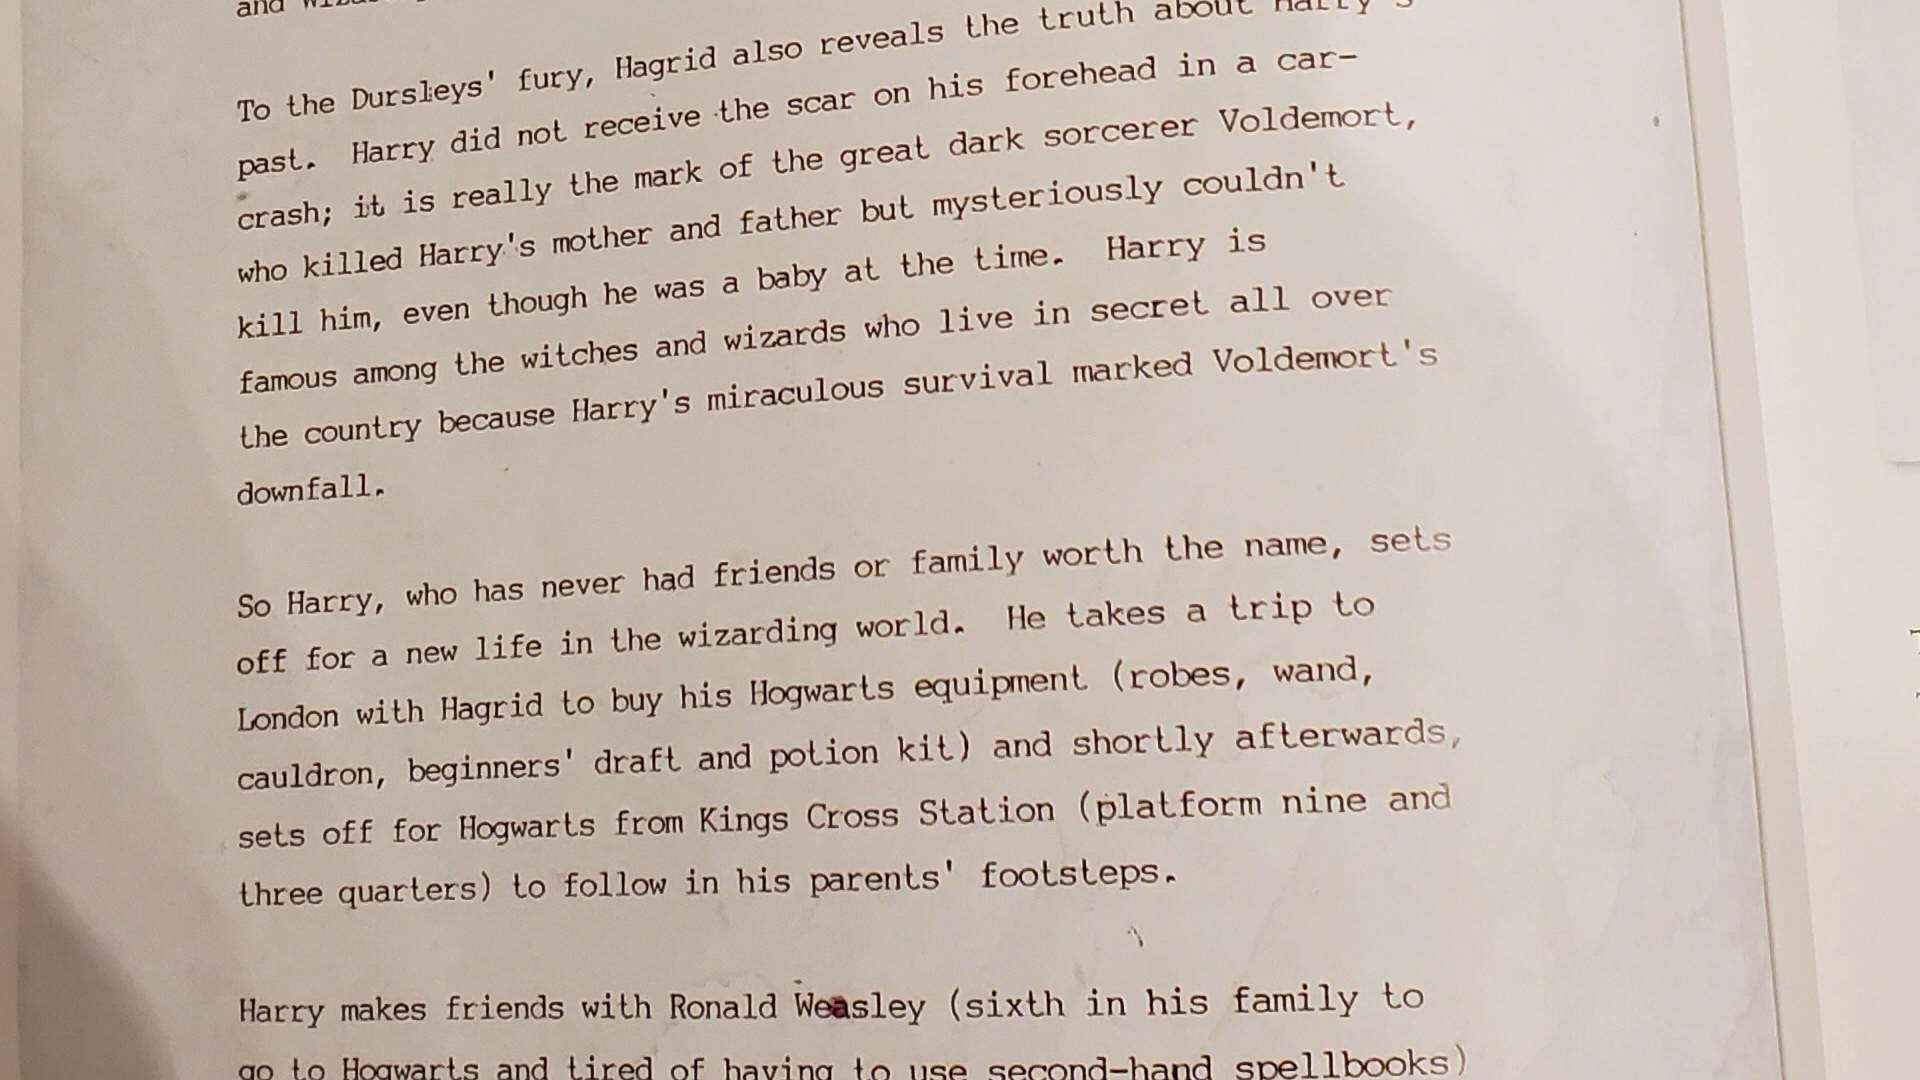 and
To the Dursleys' fury, Hagrid also reveals the truth about Harry's
past. Harry did not receive the scar on his forehead in a car-
crash; it is really the mark of the great dark sorcerer Voldemort,
who killed Harry's mother and father but mysteriously couldn't
kill him, even though he was a baby at the time. Harry is
famous among the witches and wizards who live in secret all over
the country because Harry's miraculous survival marked Voldemort's
downfall.
So Harry, who has never had friends or family worth the name, sets
off for a new life in the wizarding world. He takes a trip to
London with Hagrid to buy his Hogwarts equipment (robes, wand,
cauldron, beginners' draft and potion kit) and shortly afterwards,
sets off for Hogwarts from Kings Cross Station (platform nine and
three quarters) to follow in his parents' footsteps.
Harry makes friends with Ronald Weasley (sixth in his family to
go to Hogwarts and tired of having to use second-hand spellbooks)